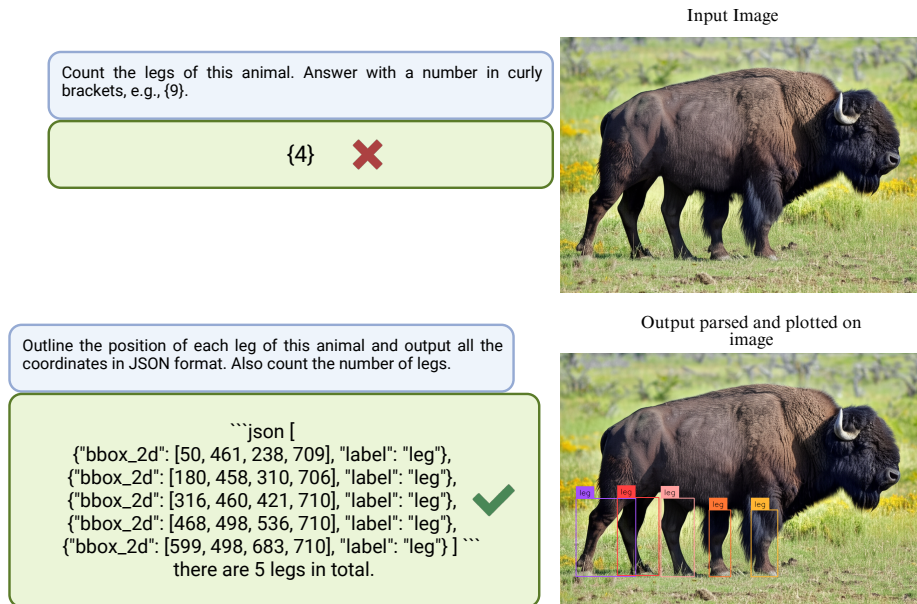 Input Image
Count the legs of this animal. Answer with a number in curly
brackets, e.g., {9}.
{4}
Output parsed and plotted on
image
Outline the position of each leg of this animal and output all the
coordinates in JSON format. Also count the number of legs.
```json [
{"bbox_2d": [50, 461, 238, 709], "label": "leg"},
{"bbox_2d": [180, 458, 310, 706], "label": "leg"},
{"bbox_2d": [316, 460, 421, 710], "label": "leg"},
{"bbox_2d": [468, 498, 536, 710], "label": "leg"},
{"bbox_2d": [599, 498, 683, 710], "label": "leg"} ] ```
there are 5 legs in total.
leg
leg
leg
leg
leg